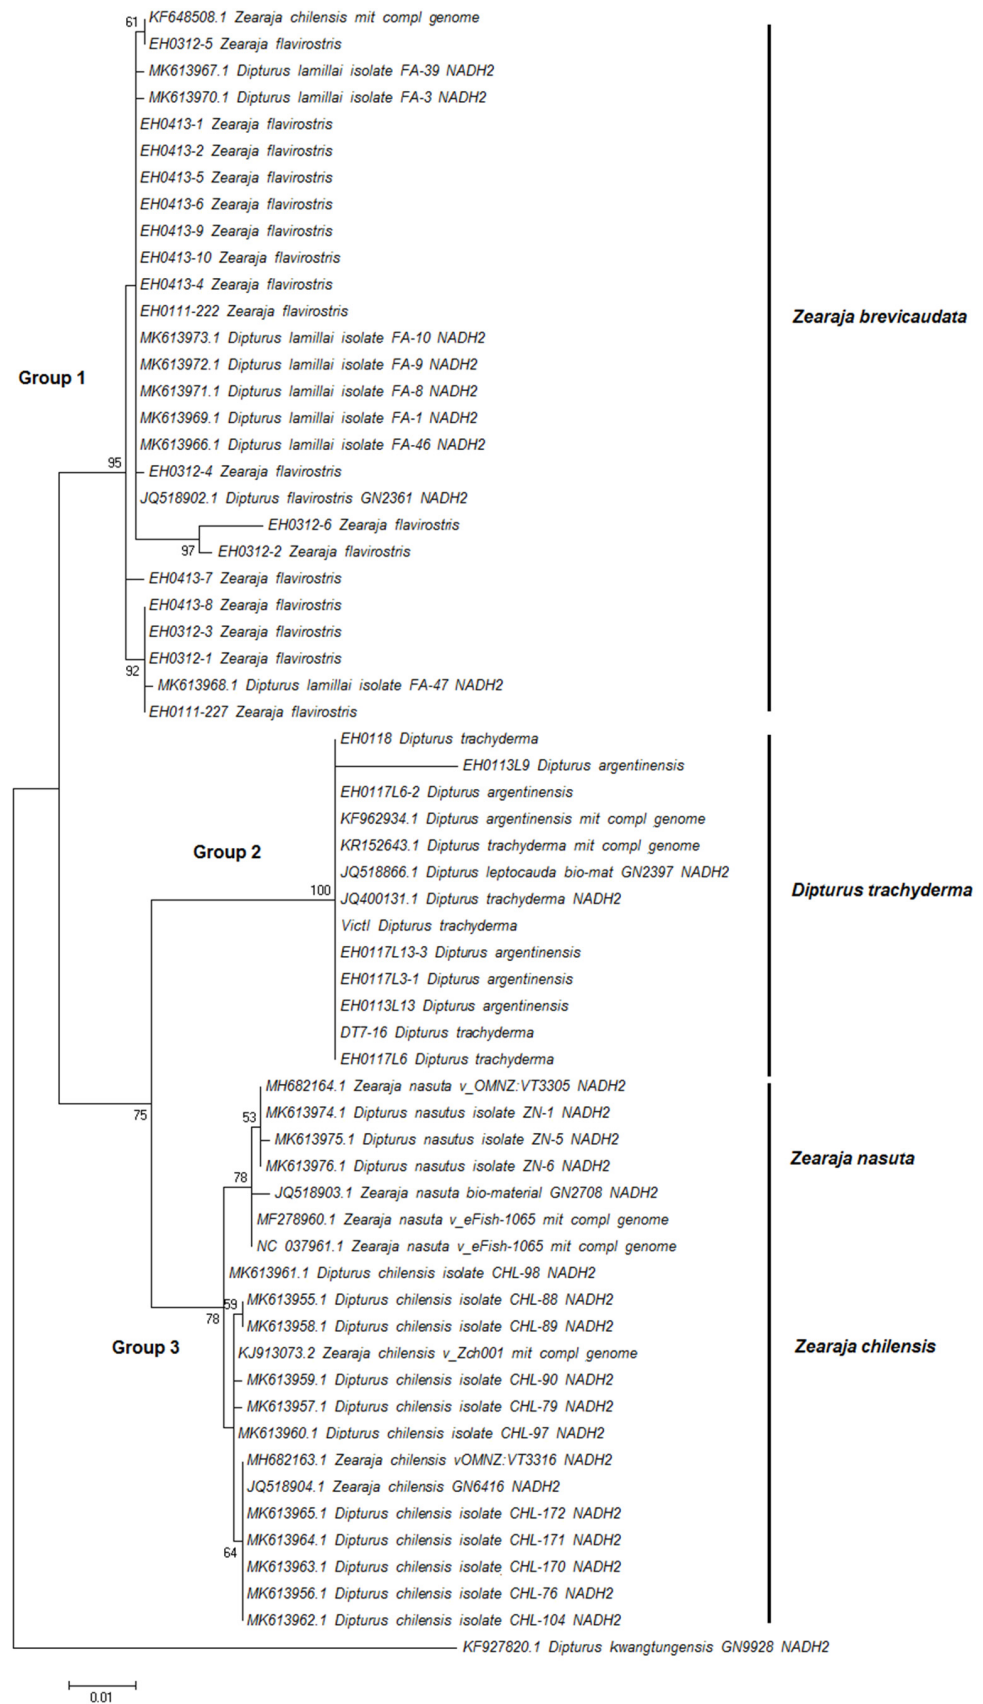 61
KF648508.1 Zearaja chilensis mit compl genome
EH0312-5 Zearaja flavirostris
MK613967.1 Dipturus lamillai isolate FA-39 NADH2
MK613970.1 Dipturus lamillai isolate FA-3 NADH2
EH0413-1 Zearaja flavirostris
EH0413-2 Zearaja flavirostris
EH0413-5 Zearaja flavirostris
EH0413-6 Zearaja flavirostris
EH0413-9 Zearaja flavirostris
EH0413-10 Zearaja flavirostris
EH0413-4 Zearaja flavirostris
EH0111-222 Zearaja flavirostris
Zearaja brevicaudata
MK613973.1 Dipturus lamillai isolate FA-10 NADH2
MK613972.1 Dipturus lamillai isolate FA-9 NADH2
Group 1
MK613971.1 Dipturus lamillai isolate FA-8 NADH2
MK613969.1 Dipturus lamillai isolate FA-1 NADH2
MK613966.1 Dipturus lamillai isolate FA-46 NADH2
95
EH0312-4 Zearaja flavirostris
JQ518902.1 Dipturus flavirostris GN2361 NADH2
EH0312-6 Zearaja flavirostris
97
EH0312-2 Zearaja flavirostris
EH0413-7 Zearaja flavirostris
EH0413-8 Zearaja flavirostris
EH0312-3 Zearaja flavirostris
EH0312-1 Zearaja flavirostris
92
MK613968.1 Dipturus lamillai isolate FA-47 NADH2
EH0111-227 Zearaja flavirostris
EH0118 Dipturus trachyderma
EH0113L9 Dipturus argentinensis
EH0117L6-2 Dipturus argentinensis
KF962934.1 Dipturus argentinensis mit compl genome
KR152643.1 Dipturus trachyderma mit compl genome
Group 2
JQ518866.1 Dipturus leptocauda bio-mat GN2397 NADH2
100
JQ400131.1 Dipturus trachyderma NADH2
Dipturus trachyderma
VictI Dipturus trachyderma
EH0117L13-3 Dipturus argentinensis
EH0117L3-1 Dipturus argentinensis
EH0113L13 Dipturus argentinensis
DT7-16 Dipturus trachyderma
EH0117L6 Dipturus trachyderma
MH682164.1 Zearaja nasuta v_OMNZ:VT3305 NADH2
75
53
MK613974.1 Dipturus nasutus isolate ZN-1 NADH2
MK613975.1 Dipturus nasutus isolate ZN-5 NADH2
Zearaja nasuta
MK613976.1 Dipturus nasutus isolate ZN-6 NADH2
78
JQ518903.1 Zearaja nasuta bio-material GN2708 NADH2
MF278960.1 Zearaja nasuta v_eFish-1065 mit compl genome
NC 037961.1 Zearaja nasuta v_eFish-1065 mit compl genome
MK613961.1 Dipturus chilensis isolate CHL-98 NADH2
59
MK613955.1 Dipturus chilensis isolate CHL-88 NADH2
78
MK613958.1 Dipturus chilensis isolate CHL-89 NADH2
Group 3
KJ913073.2 Zearaja chilensis v_Zch001 mit compl genome
Zearaja chilensis
MK613959.1 Dipturus chilensis isolate CHL-90 NADH2
MK613957.1 Dipturus chilensis isolate CHL-79 NADH2
MK613960.1 Dipturus chilensis isolate CHL-97 NADH2
MH682163.1 Zearaja chilensis vOMNZ:VT3316 NADH2
JQ518904.1 Zearaja chilensis GN6416 NADH2
MK613965.1 Dipturus chilensis isolate CHL-172 NADH2
MK613964.1 Dipturus chilensis isolate CHL-171 NADH2
64
MK613963.1 Dipturus chilensis isolate CHL-170 NADH2
MK613956.1 Dipturus chilensis isolate CHL-76 NADH2
MK613962.1 Dipturus chilensis isolate CHL-104 NADH2
KF927820.1 Dipturus kwangtungensis GN9928 NADH2
0.01